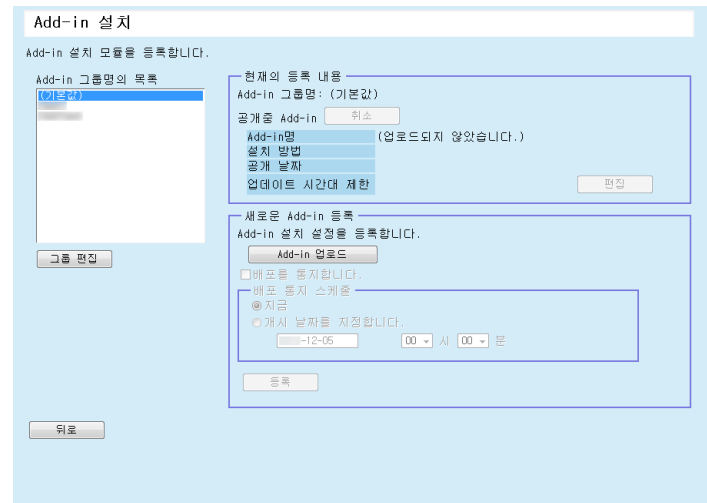 Add-in 설치
Add-in 설치 모듈을 등록합니다.
Add-in 그룹명의 목록
(기본값)
그룹 편집
현재의 등록 내용
Add-in 그룹명: (기본값)
공개중 Add-in 취소
Add-in명 (업로드되지 않았습니다.)
설치 방법
공개 날짜
업데이트 시간대 제한
편집
새로운 Add-in 등록
Add-in 설치 설정을 등록합니다.
Add-in 업로드
배포를 통지합니다.
배포 통지 스케줄
지금
개시 날짜를 지정합니다.
-12-05 00 시 00 분
등록
뒤로